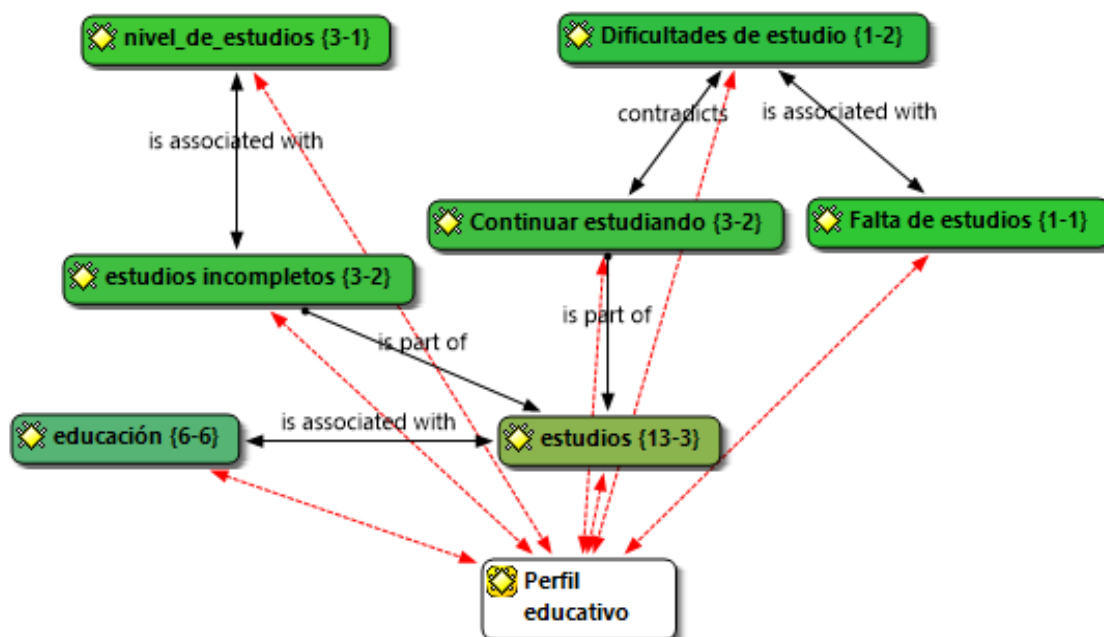 nivel_de_estudios {3-1}
Dificultades de estudio {1-2}
contradicts
is associated with
is associated with
Continuar estudiando {3-2}
Falta de estudios {1-1}
estudios incompletos {3-2}
is part of
is part of
is associated with
educación {6-6}
estudios {13-3}
Perfil
educativo